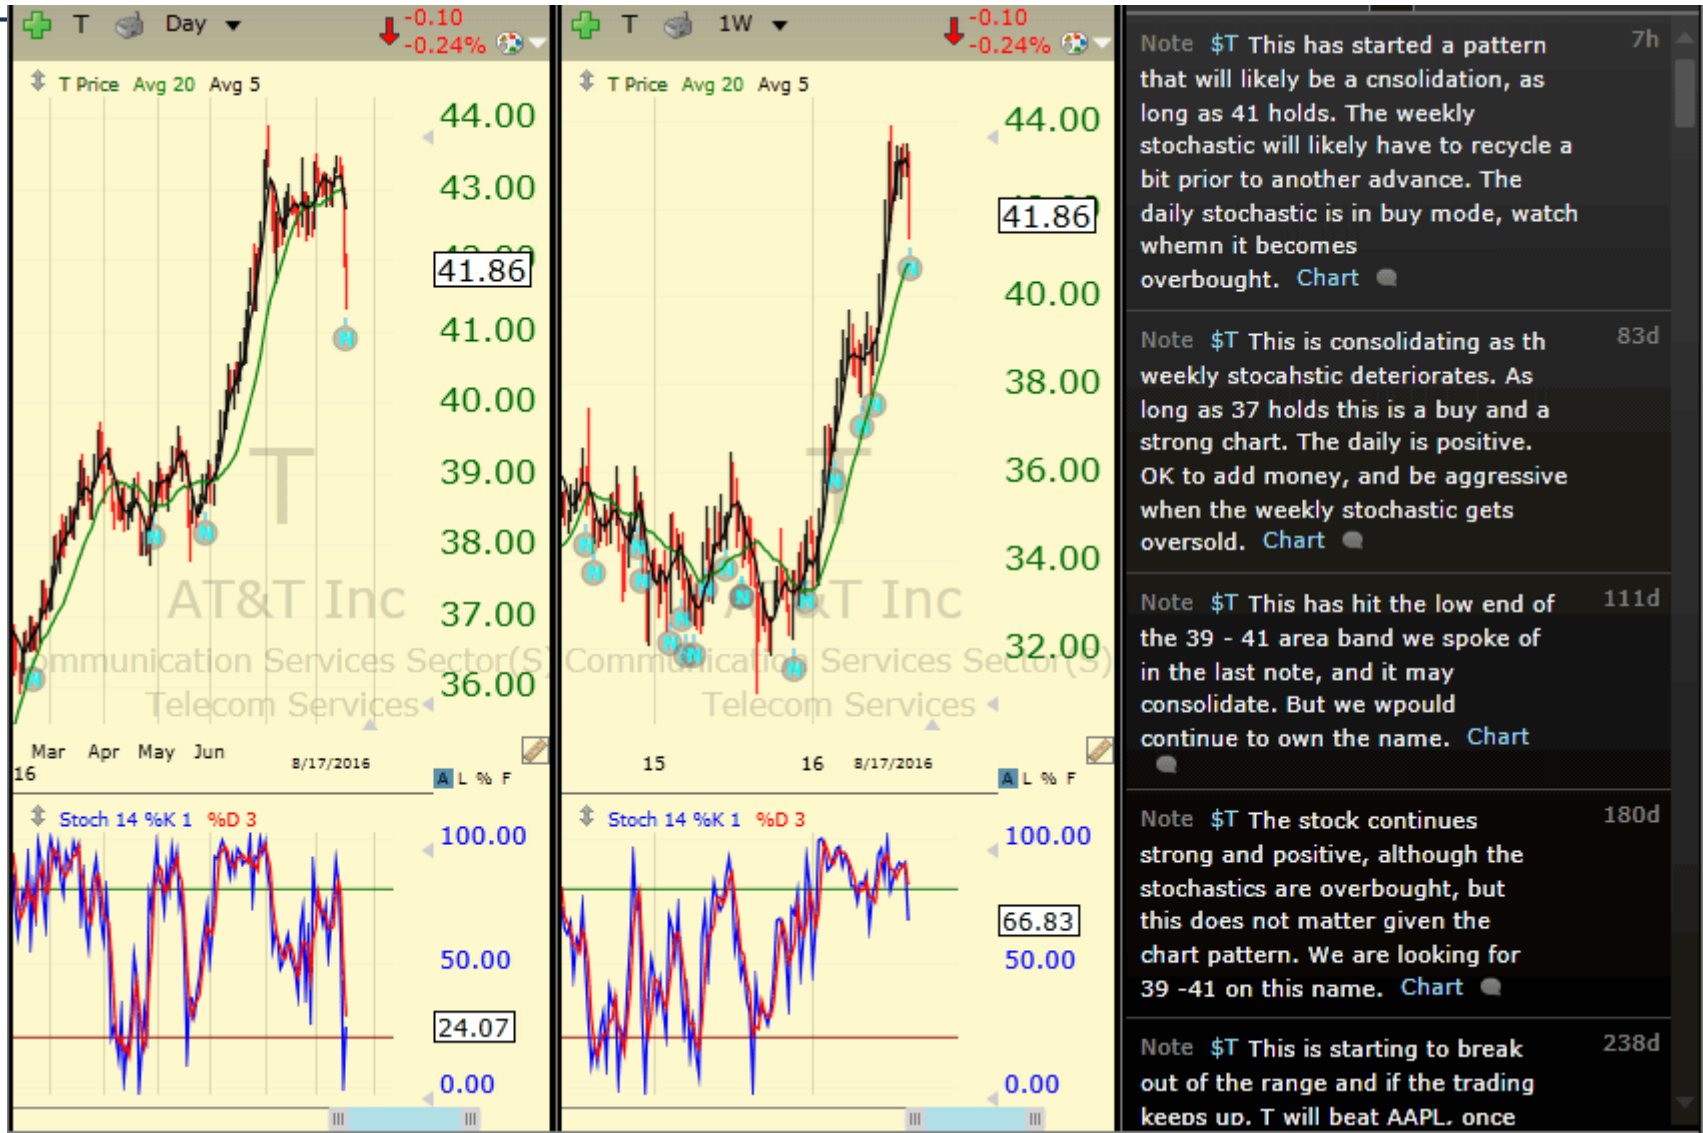 T Day -0.10
-0.24%
T Price Avg 20 Avg 5
44.00
43.00
41.86
41.00
40.00
39.00
38.00
37.00
36.00
T
AT&T Inc
ommunication Services Sector(S)
Telecom Services
Mar Apr May Jun
16
8/17/2016
A L % F
Stoch 14 %K 1 %D 3
100.00
50.00
24.07
0.00
T 1W -0.10
-0.24%
T Price Avg 20 Avg 5
44.00
41.86
40.00
38.00
36.00
34.00
32.00
T
&T Inc
Communication Services Sector(S)
Telecom Services
15 16 8/17/2016
A L % F
Stoch 14 %K 1 %D 3
100.00
66.83
50.00
0.00
Note $T This has started a pattern 7h
that will likely be a cnsolidation, as
long as 41 holds. The weekly
stochastic will likely have to recycle a
bit prior to another advance. The
daily stochastic is in buy mode, watch
whemn it becomes
overbought. Chart
Note $T This is consolidating as th 83d
weekly stocahstic deteriorates. As
long as 37 holds this is a buy and a
strong chart. The daily is positive.
OK to add money, and be aggressive
when the weekly stochastic gets
oversold. Chart
Note $T This has hit the low end of 111d
the 39 - 41 area band we spoke of
in the last note, and it may
consolidate. But we wpould
continue to own the name. Chart
Note $T The stock continues 180d
strong and positive, although the
stochastics are overbought, but
this does not matter given the
chart pattern. We are looking for
39 -41 on this name. Chart
Note $T This is starting to break 238d
out of the range and if the trading
keeps up, T will beat AAPL, once